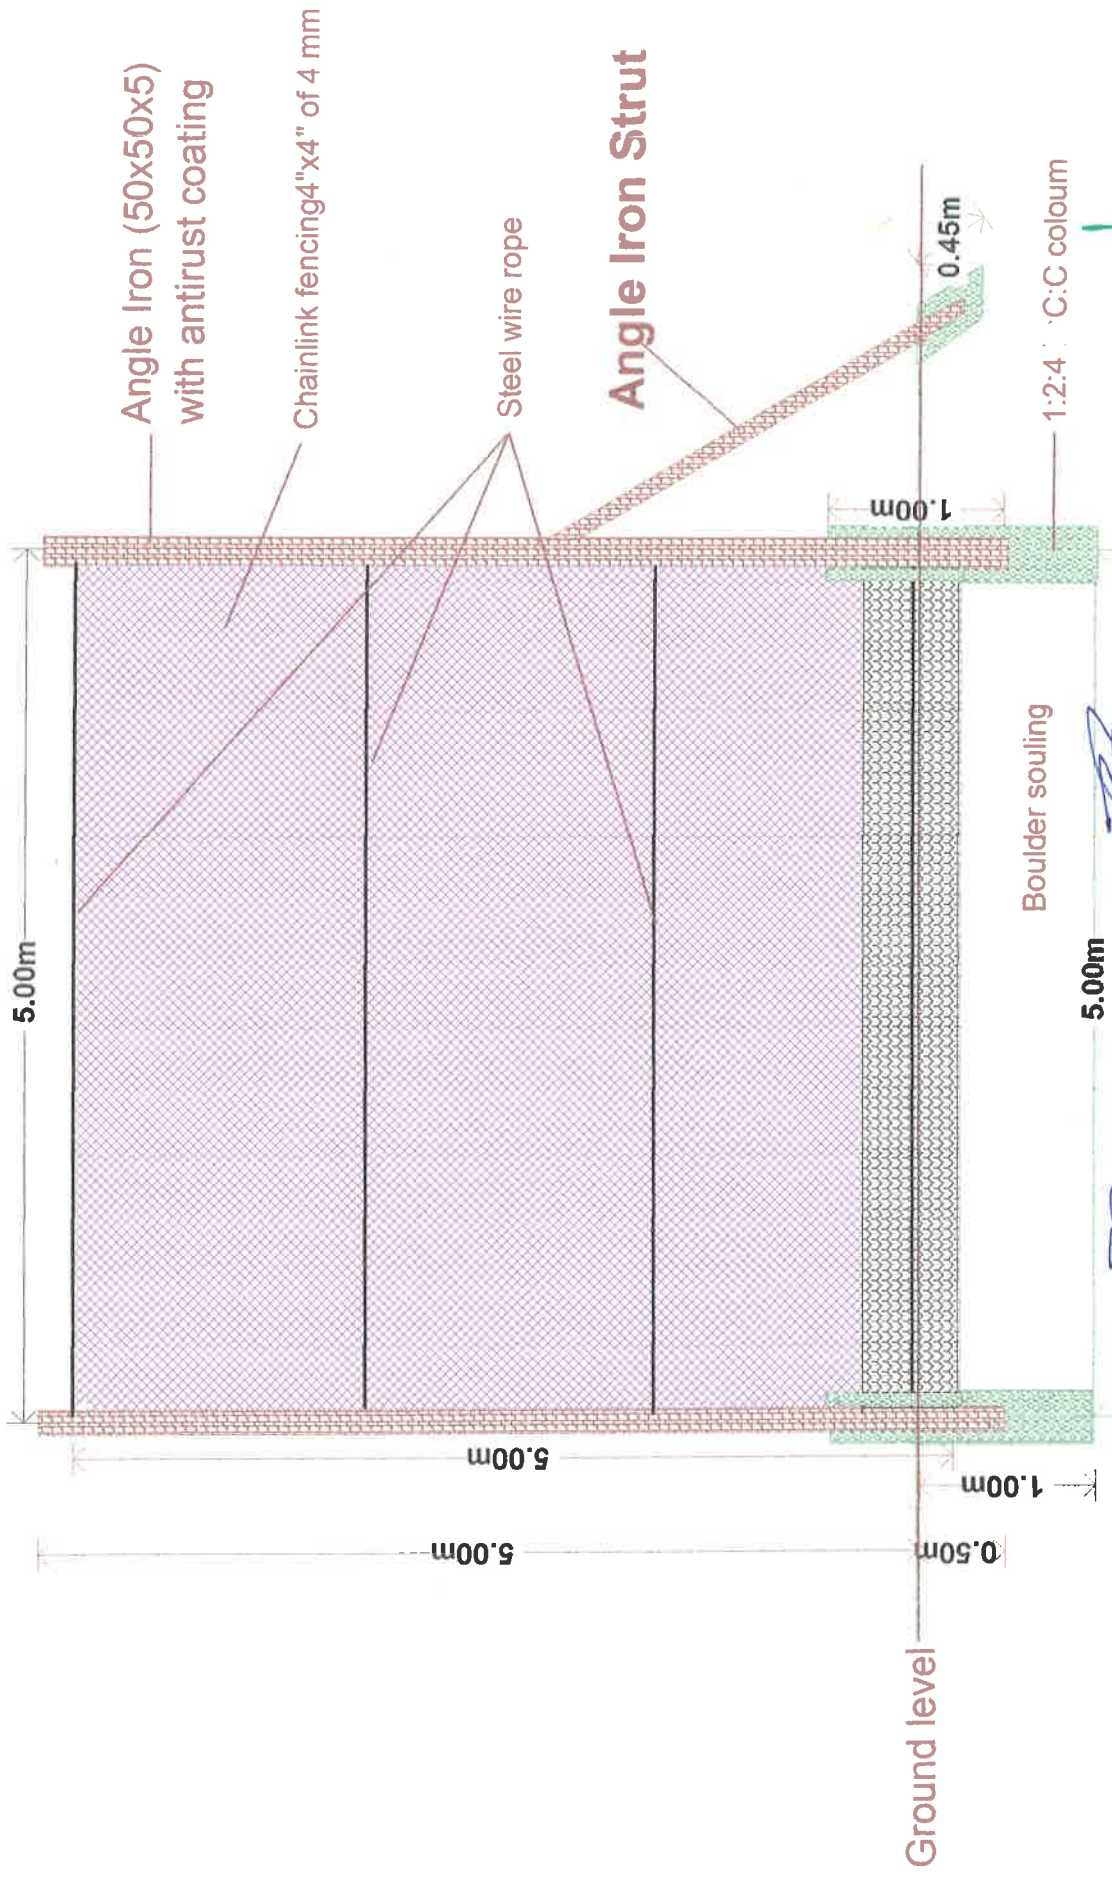 5.00m
Angle Iron (50x50x5)
with antirust coating
Chainlink fencing4"x4" of 4 mm
Steel wire rope
Angle Iron Strut
5.00m
5.00m
1.00m
0.45m
Ground level
0.50m
1.00m
Boulder souling
1:2:4 C:C coloum
5.00m